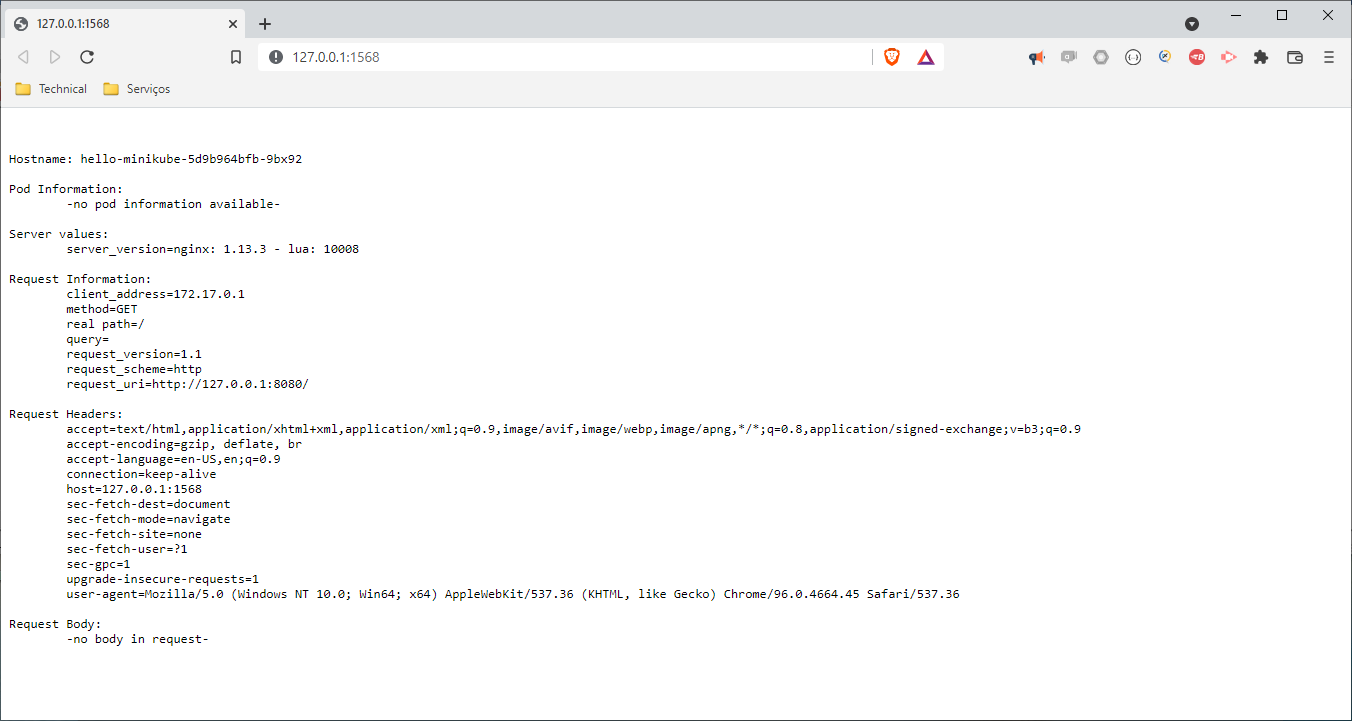 127.0.0.1:1568
127.0.0.1:1568
Technical
Serviços
Hostname: hello-minikube-5d9b964bfb-9bx92
Pod Information:
-no pod information available-
Server values:
server_version=nginx: 1.13.3 - lua: 10008
Request Information:
client_address=172.17.0.1
method=GET
real path=/
query=
request_version=1.1
request_scheme=http
request_uri=http://127.0.0.1:8080/
Request Headers:
accept=text/html,application/xhtml+xml,application/xml;q=0.9,image/avif,image/webp,image/apng,*/*;q=0.8,application/signed-exchange;v=b3;q=0.9
accept-encoding=gzip, deflate, br
accept-language=en-US,en;q=0.9
connection=keep-alive
host=127.0.0.1:1568
sec-fetch-dest=document
sec-fetch-mode=navigate
sec-fetch-site=none
sec-fetch-user=?1
sec-gpc=1
upgrade-insecure-requests=1
user-agent=Mozilla/5.0 (Windows NT 10.0; Win64; x64) AppleWebKit/537.36 (KHTML, like Gecko) Chrome/96.0.4664.45 Safari/537.36
Request Body:
-no body in request-